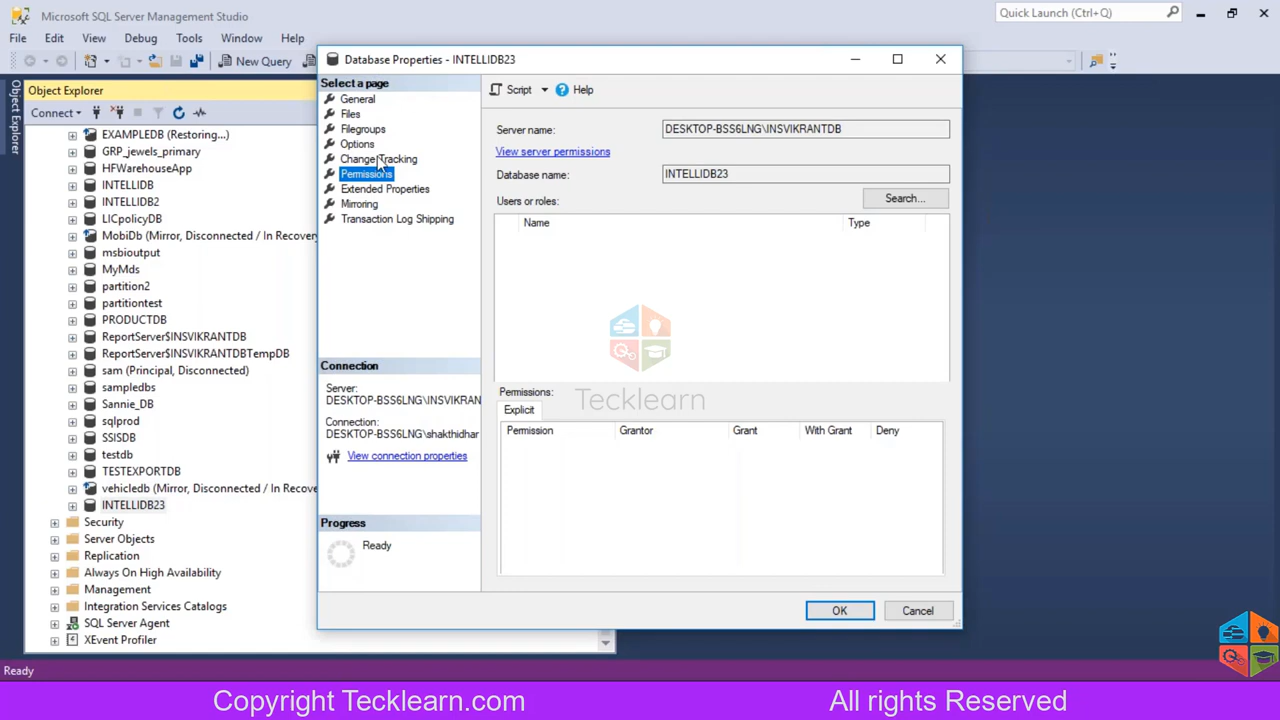 Microsoft SQL Server Management Studio
Quick Launch (Ctrl+Q)
File Edit View Debug Tools Window Help
New Query
Object Explorer
Object Explorer
Connect
EXAMPLEDB (Restoring...)
GRP_jewels_primary
HFWarehouseApp
INTELLIDB
INTELLIDB2
LICpolicyDB
MobiDb (Mirror, Disconnected / In Recovery
msbioutput
MyMds
partition2
partitiontest
PRODUCTDB
ReportServer$INSVIKRANTDB
ReportServer$INSVIKRANTDBTempDB
sam (Principal, Disconnected)
sampledbs
Sannie_DB
sqlprod
SSISDB
testdb
TESTEXPORTDB
vehicledb (Mirror, Disconnected / In Recove
INTELLIDB23
Security
Server Objects
Replication
Always On High Availability
Management
Integration Services Catalogs
SQL Server Agent
XEvent Profiler
Database Properties - INTELLIDB23
Select a page
General
Files
Filegroups
Options
Change Tracking
Permissions
Extended Properties
Mirroring
Transaction Log Shipping
Connection
Server:
DESKTOP-BSS6LNG\INSVIKRAN
Connection:
DESKTOP-BSS6LNG\shakthidhar
View connection properties
Progress
Ready
Script Help
Server name: DESKTOP-BSS6LNG\INSVIKRANTDB
View server permissions
Database name: INTELLIDB23
Users or roles: Search...
Name Type
Permissions:
Tecklearn
Explicit
Permission Grantor Grant With Grant Deny
OK Cancel
Ready
Copyright Tecklearn.com All rights Reserved